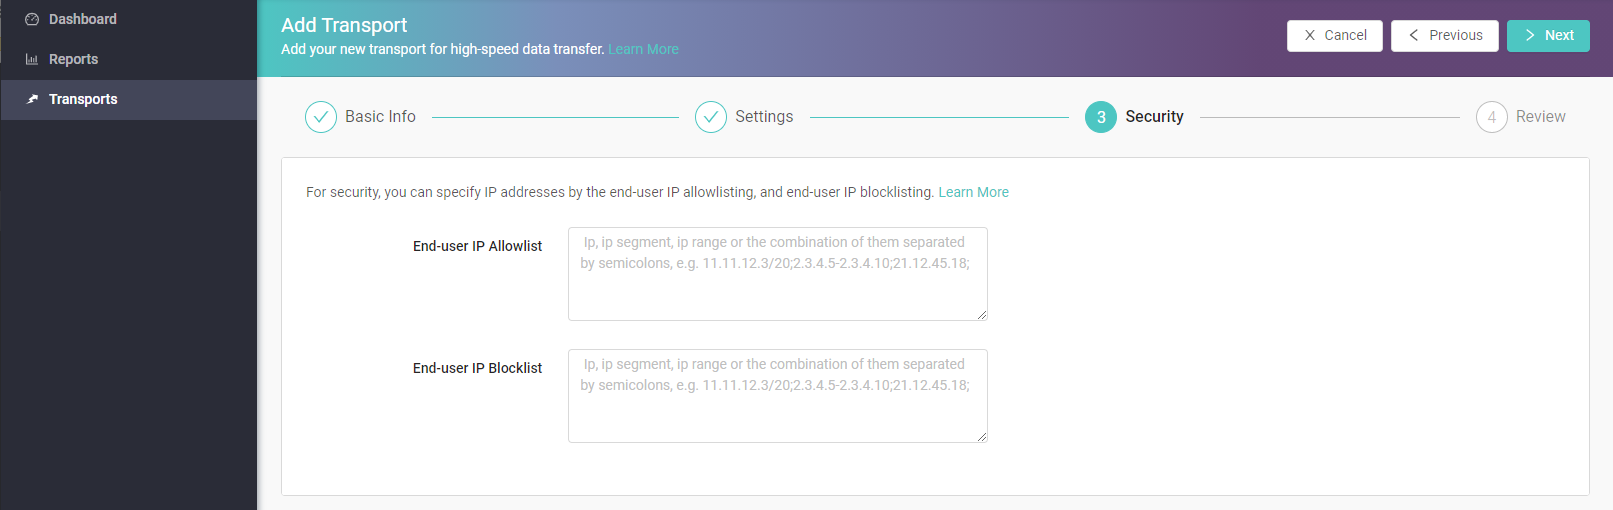 Dashboard
Reports
Transports
Add Transport
Add your new transport for high-speed data transfer. Learn More
Cancel
Previous
Next
Basic Info
Settings
3 Security
4 Review
For security, you can specify IP addresses by the end-user IP allowlisting, and end-user IP blocklisting. Learn More
End-user IP Allowlist
Ip, ip segment, ip range or the combination of them separated
by semicolons, e.g. 11.11.12.3/20;2.3.4.5-2.3.4.10;21.12.45.18;
End-user IP Blocklist
Ip, ip segment, ip range or the combination of them separated
by semicolons, e.g. 11.11.12.3/20;2.3.4.5-2.3.4.10;21.12.45.18;